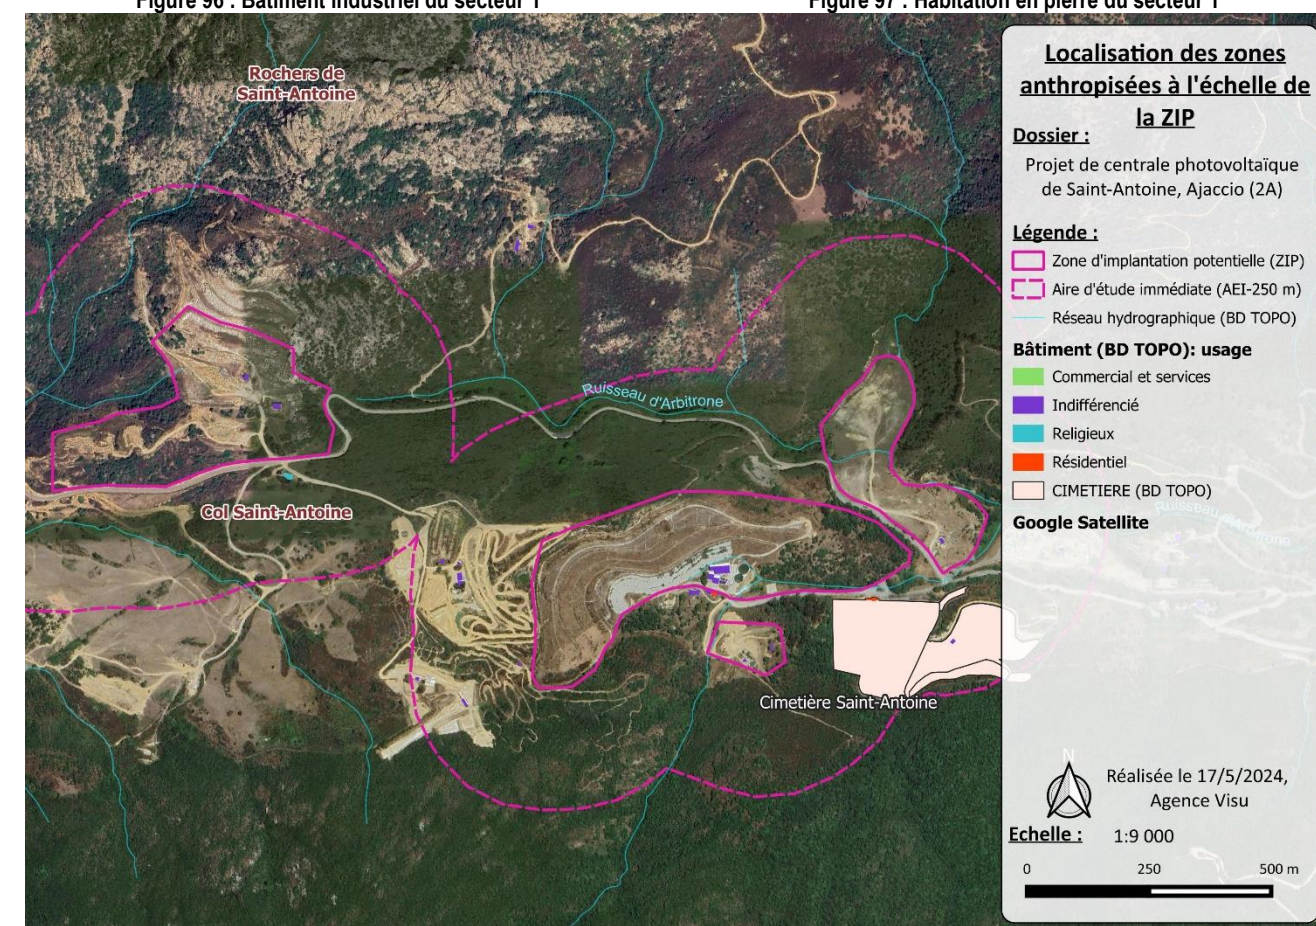 Figure 96 : Bâtiment industriel du secteur 1
Figure 97 : Habitation en pierre du secteur 1
Rochers de
Saint-Antoine
Ruisseau d'Arbitrone
Col Saint-Antoine
Cimetière Saint-Antoine
Localisation des zones
anthropisées à l'échelle de
la ZIP
Dossier :
Projet de centrale photovoltaïque
de Saint-Antoine, Ajaccio (2A)
Légende :
Zone d'implantation potentielle (ZIP)
Aire d'étude immédiate (AEI-250 m)
Réseau hydrographique (BD TOPO)
Bâtiment (BD TOPO): usage
Commercial et services
Indifférencié
Religieux
Résidentiel
CIMETIERE (BD TOPO)
Google Satellite
Ruisseau d'Arbitrone
N
Réalisée le 17/5/2024,
Agence Visu
Echelle : 1:9 000
0 250 500 m